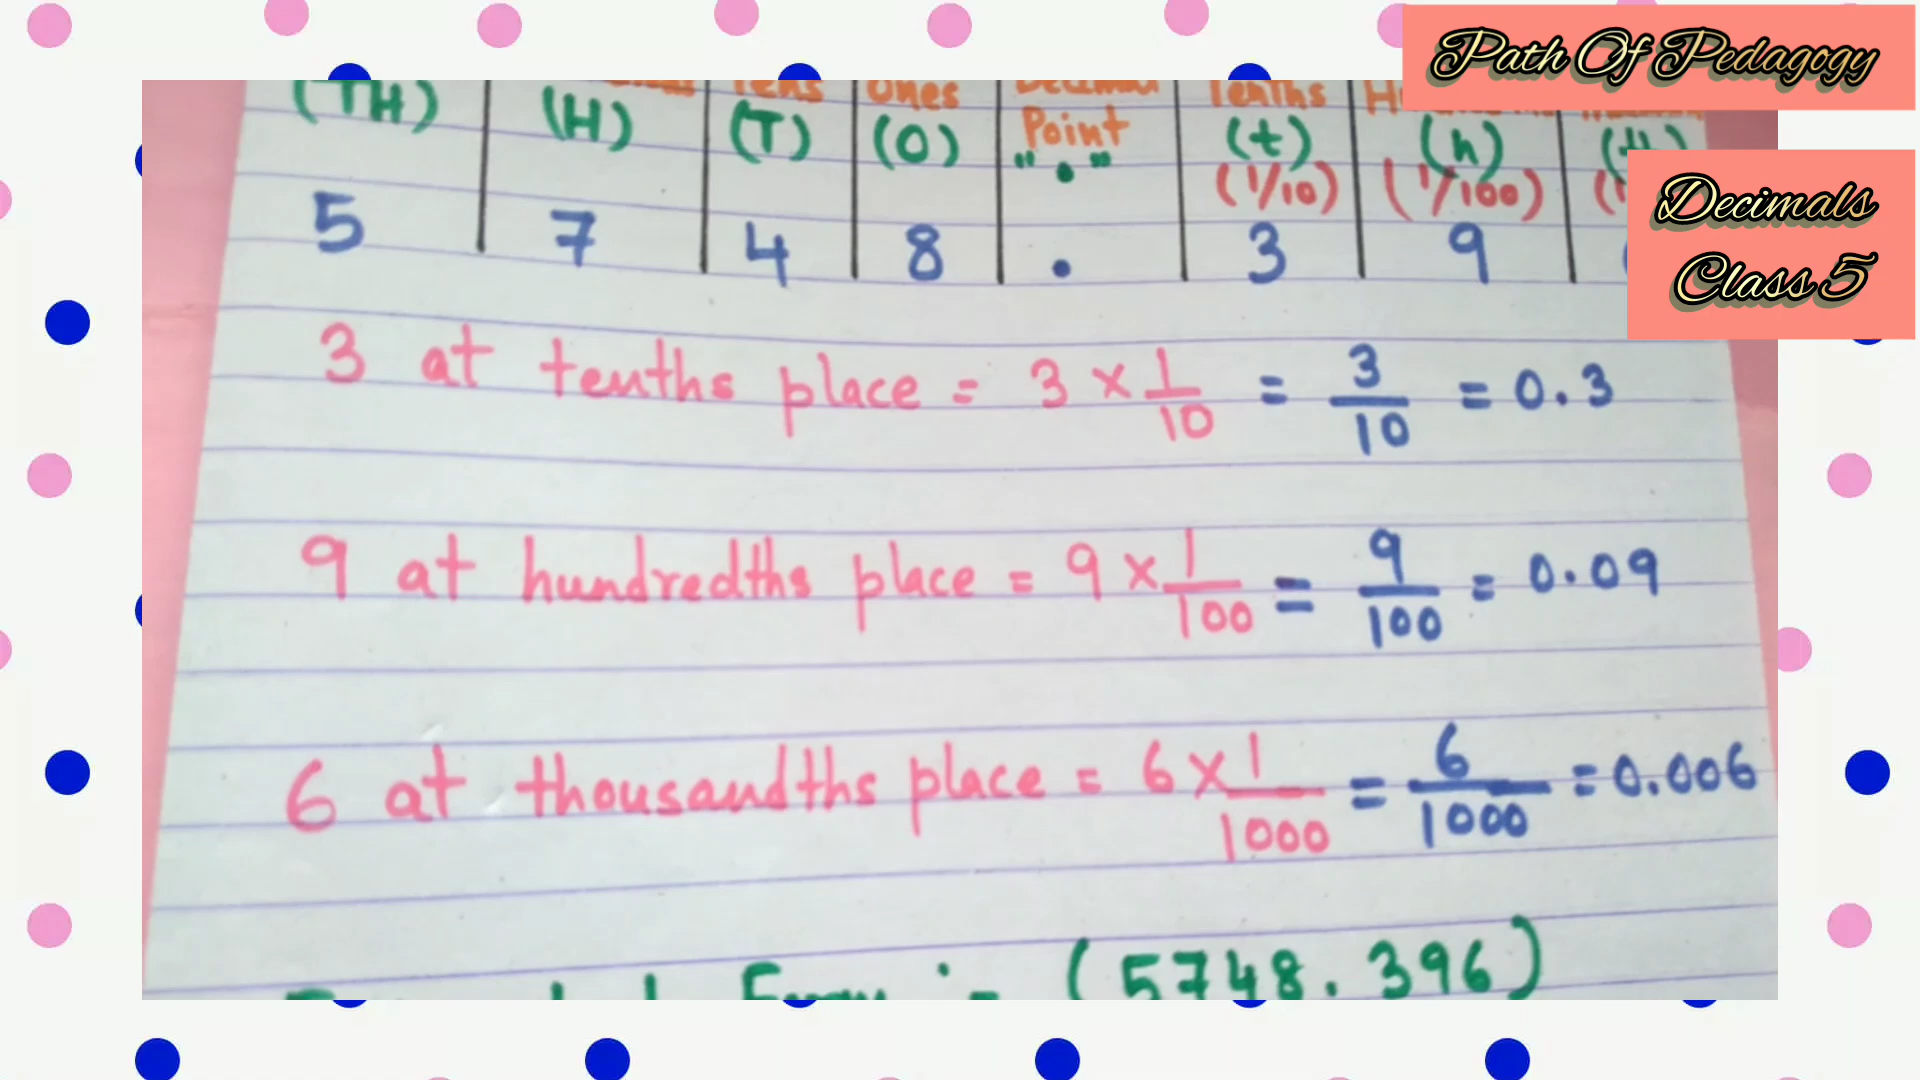 Path Of Pedagogy
Decimals
Class 5
Tens Ones Decimal Tenths
(TH) (H) (T) (O) Point (t) (h)
"." (1/10) (1/100)
5 7 4 8 . 3 9
3 at tenths place = 3 × 1/10 = 3/10 = 0.3
9 at hundredths place = 9 × 1/100 = 9/100 = 0.09
6 at thousandths place = 6 × 1/1000 = 6/1000 = 0.006
(5748.396)